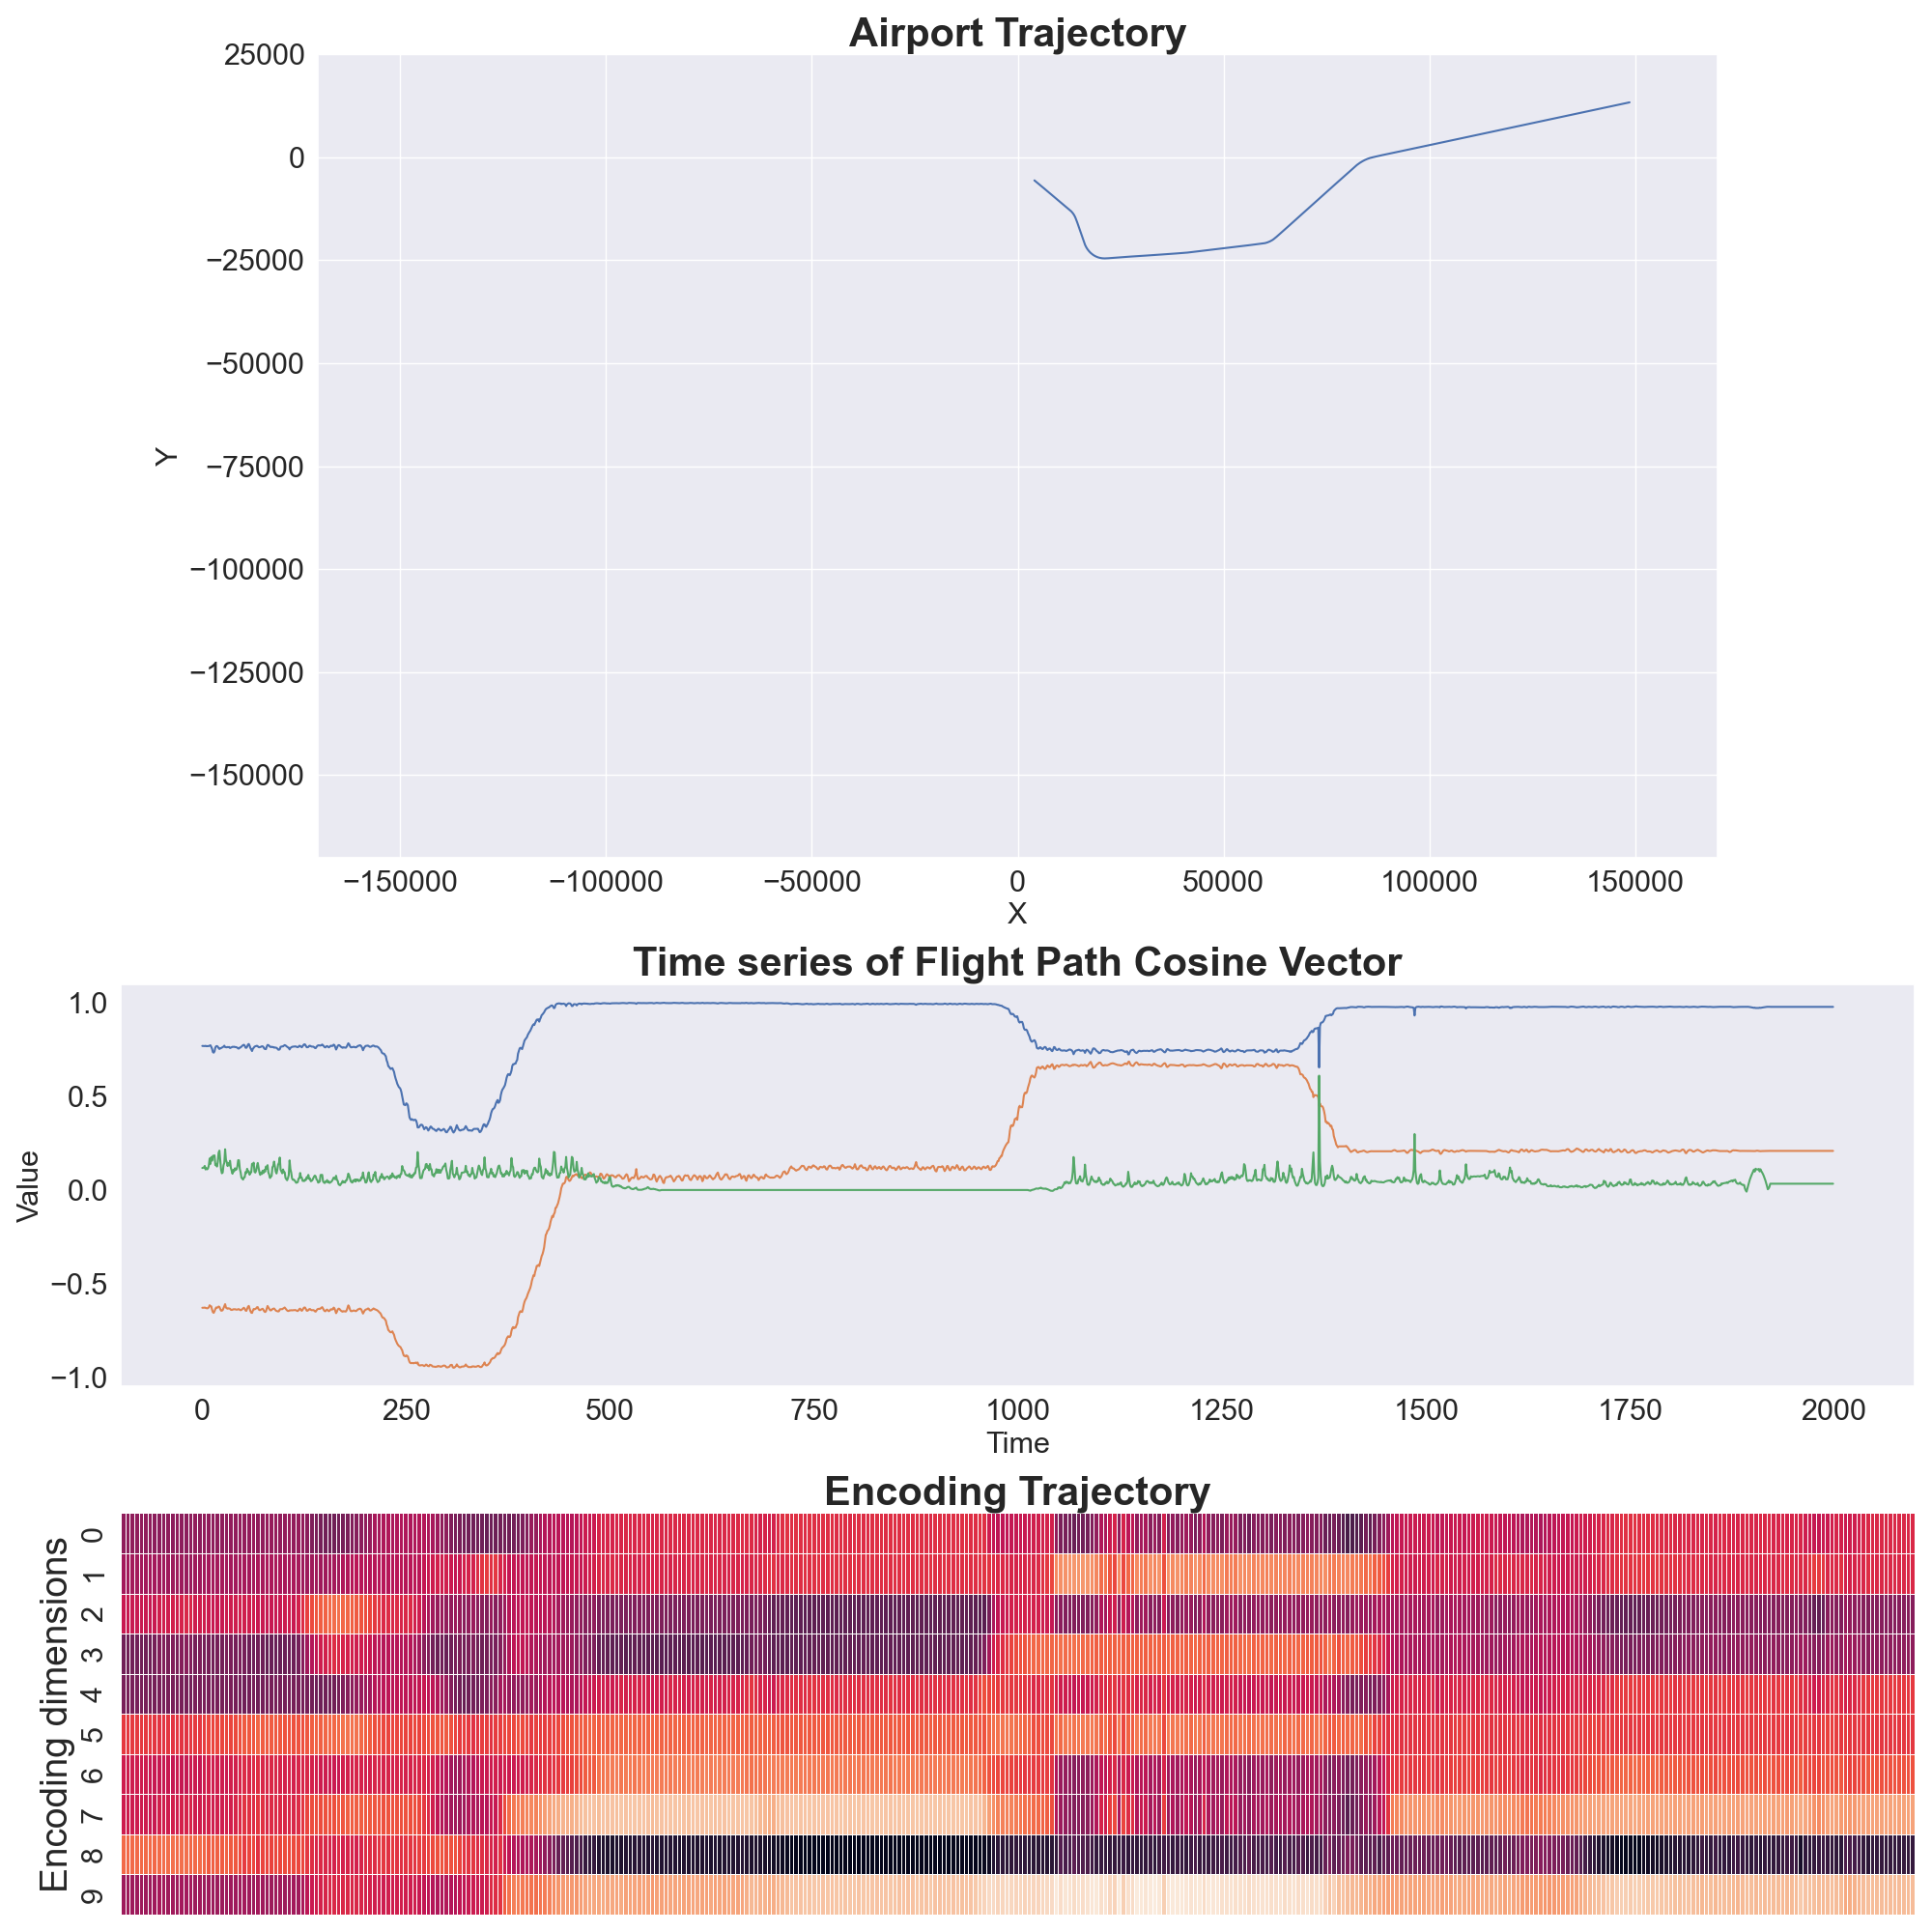 Airport Trajectory
25000
0
−25000
−50000
−75000
−100000
−125000
−150000
Y
−150000 −100000 −50000 0 50000 100000 150000
X
Time series of Flight Path Cosine Vector
1.0
0.5
0.0
−0.5
−1.0
Value
0 250 500 750 1000 1250 1500 1750 2000
Time
Encoding Trajectory
Encoding dimensions
0
1
2
3
4
5
6
7
8
9